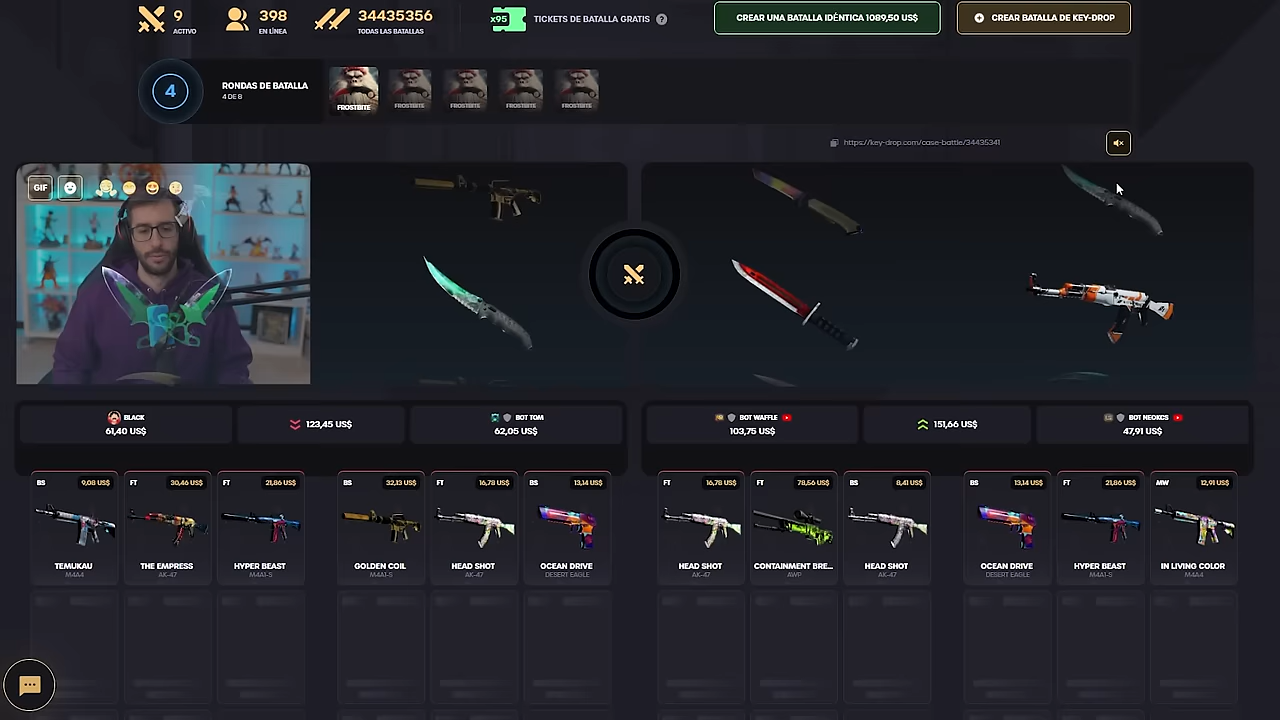 9
ACTIVO
398
EN LÍNEA
34435356
TODAS LAS BATALLAS
x95
TICKETS DE BATALLA GRATIS
?
CREAR UNA BATALLA IDÉNTICA 1089,50 US$
CREAR BATALLA DE KEY-DROP
4
RONDAS DE BATALLA
4 DE 8
FROSTBITE
FROSTBITE
FROSTBITE
FROSTBITE
FROSTBITE
https://key-drop.com/case-battle/34435341
GIF
BLACK
61,40 US$
123,45 US$
BOT TOM
62,05 US$
BOT WAFFLE
103,75 US$
151,66 US$
BOT NEOKCS
47,91 US$
BS 9,08 US$
TEMUKAU
M4A4
FT 30,46 US$
THE EMPRESS
AK-47
FT 21,86 US$
HYPER BEAST
M4A1-S
BS 32,13 US$
GOLDEN COIL
M4A1-S
FT 16,78 US$
HEAD SHOT
AK-47
BS 13,14 US$
OCEAN DRIVE
DESERT EAGLE
FT 16,78 US$
HEAD SHOT
AK-47
FT 78,56 US$
CONTAINMENT BRE...
AWP
BS 8,41 US$
HEAD SHOT
AK-47
BS 13,14 US$
OCEAN DRIVE
DESERT EAGLE
FT 21,86 US$
HYPER BEAST
M4A1-S
MW 12,91 US$
IN LIVING COLOR
M4A4